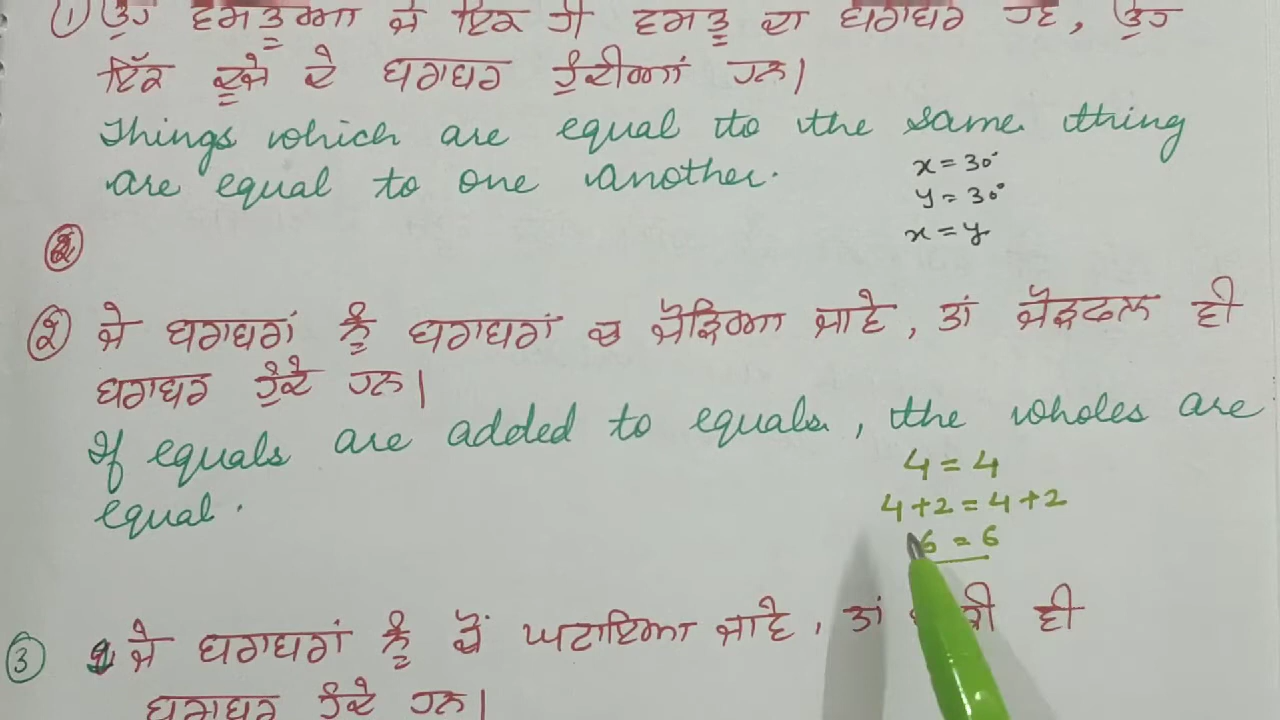 ① ਉਹ ਵਸਤੂਆਂ ਜੋ ਇਕ ਹੀ ਵਸਤੂ ਦਾ ਬਰਾਬਰ ਹਣ, ਉਹ
ਇੱਕ ਦੂਜੇ ਦੇ ਬਰਾਬਰ ਹੁੰਦੀਆਂ ਹਨ।
Things which are equal to the same thing
are equal to one another.
x = 30°
y = 30°
x = y
② ਜੇ ਬਰਾਬਰਾਂ ਨੂੰ ਬਰਾਬਰਾਂ ਚ ਜੋੜਿਆ ਜਾਵੇ, ਤਾਂ ਜੋੜਫਲ ਵੀ
ਬਰਾਬਰ ਹੁੰਦੇ ਹਨ।
If equals are added to equals, the wholes are
equal.
4 = 4
4 + 2 = 4 + 2
6 = 6
③ ਜੇ ਬਰਾਬਰਾਂ ਨੂੰ ਚੋਂ ਘਟਾਇਆ ਜਾਵੇ, ਤਾਂ ਵੀ
ਬਰਾਬਰ ਹੁੰਦੇ ਹਨ।